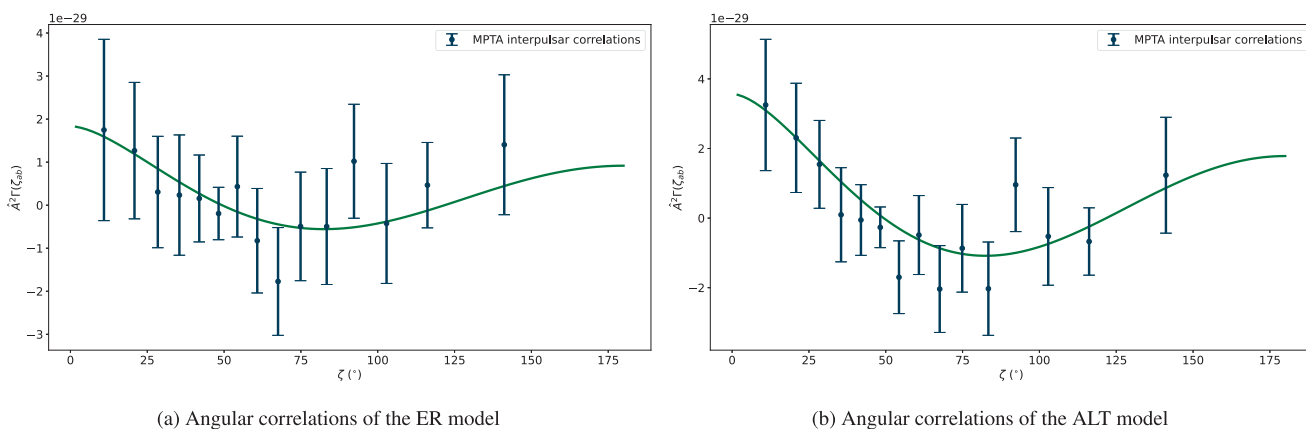 1e−29
MPTA interpulsar correlations
4
3
2
1
0
−1
−2
−3
Â²Γ(ζab)
0 25 50 75 100 125 150 175
ζ (°)
(a) Angular correlations of the ER model
1e−29
MPTA interpulsar correlations
4
2
0
−2
Â²Γ(ζab)
0 25 50 75 100 125 150 175
ζ (°)
(b) Angular correlations of the ALT model